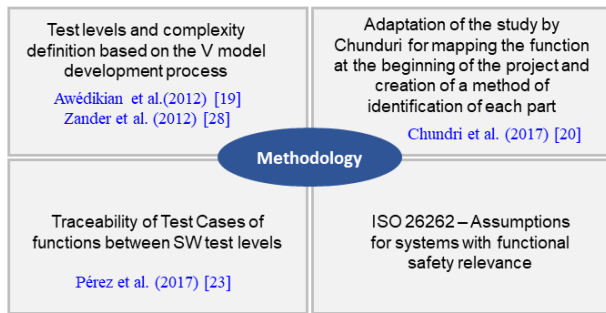 Test levels and complexity
definition based on the V model
development process
Awédikian et al.(2012) [19]
Zander et al. (2012) [28]
Adaptation of the study by
Chunduri for mapping the function
at the beginning of the project and
creation of a method of
identification of each part
Chundri et al. (2017) [20]
Methodology
Traceability of Test Cases of
functions between SW test levels
Pérez et al. (2017) [23]
ISO 26262 – Assumptions
for systems with functional
safety relevance